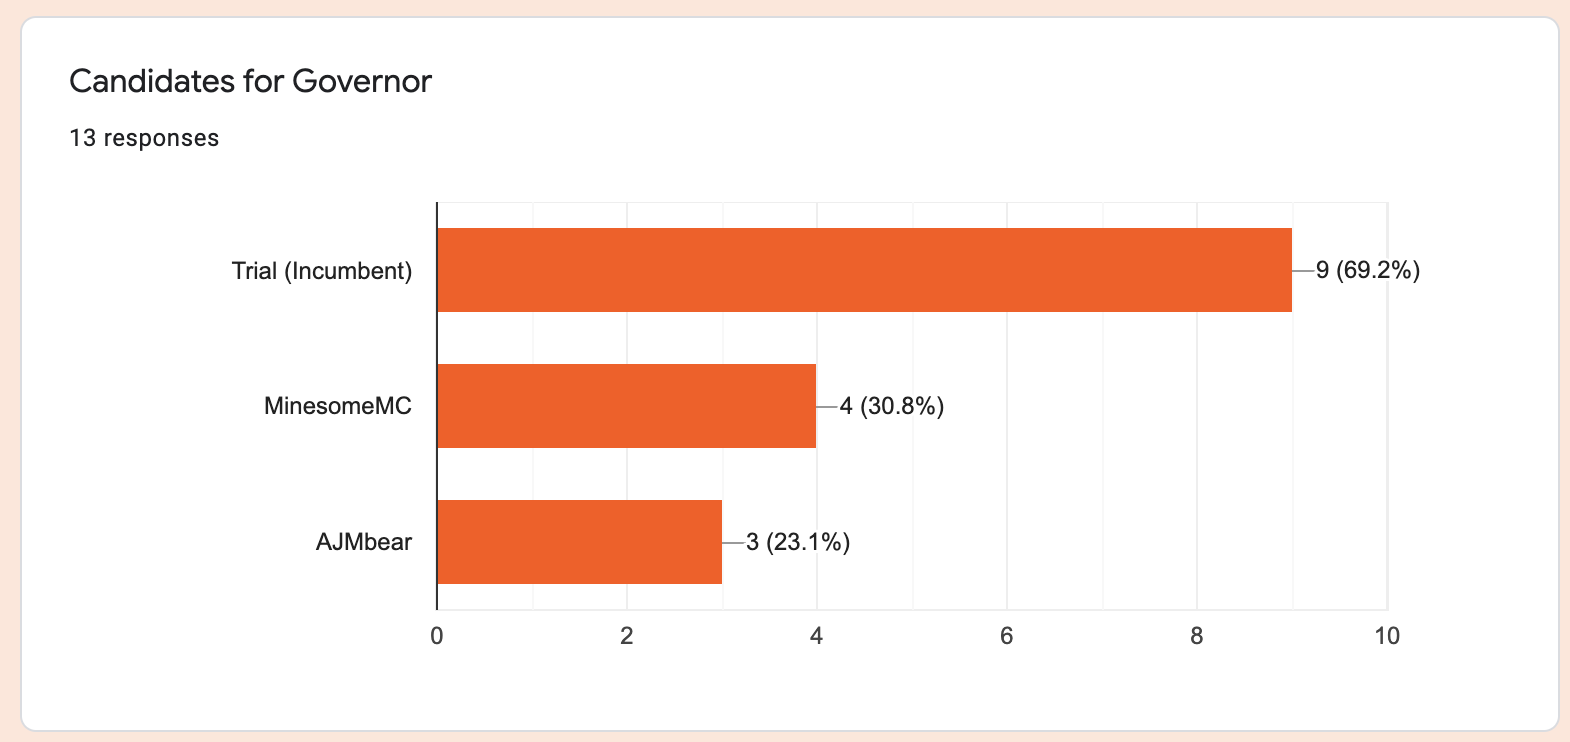 Candidates for Governor
13 responses
Trial (Incumbent)
9 (69.2%)
MinesomeMC
4 (30.8%)
AJMbear
3 (23.1%)
0 2 4 6 8 10